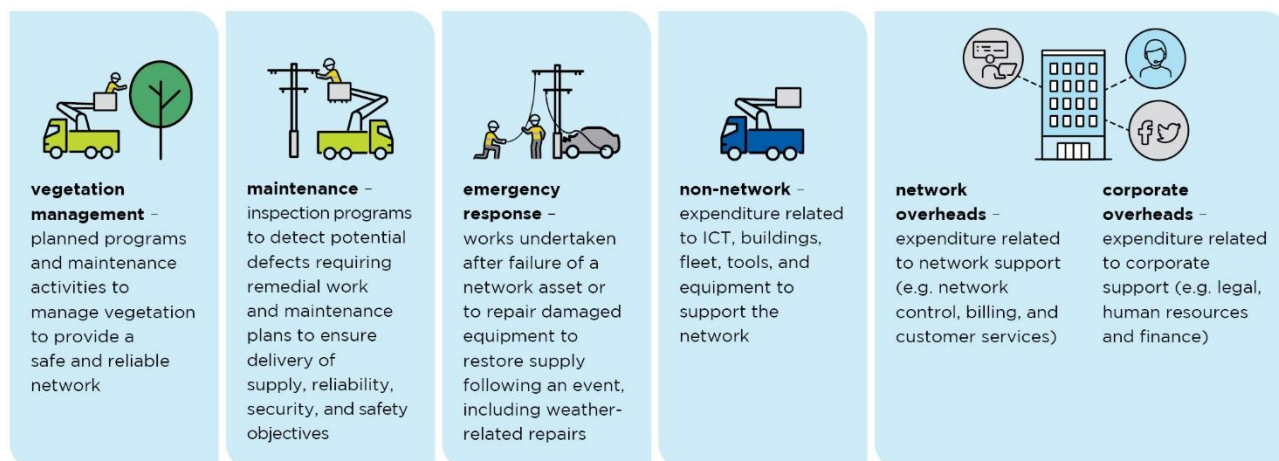 vegetation
management –
planned programs
and maintenance
activities to
manage vegetation
to provide a
safe and reliable
network
maintenance –
inspection programs
to detect potential
defects requiring
remedial work
and maintenance
plans to ensure
delivery of
supply, reliability,
security, and safety
objectives
emergency
response –
works undertaken
after failure of a
network asset or
to repair damaged
equipment to
restore supply
following an event,
including weather-
related repairs
non-network –
expenditure related
to ICT, buildings,
fleet, tools, and
equipment to
support the
network
network
overheads –
expenditure related
to network support
(e.g. network
control, billing, and
customer services)
corporate
overheads –
expenditure related
to corporate
support (e.g. legal,
human resources
and finance)